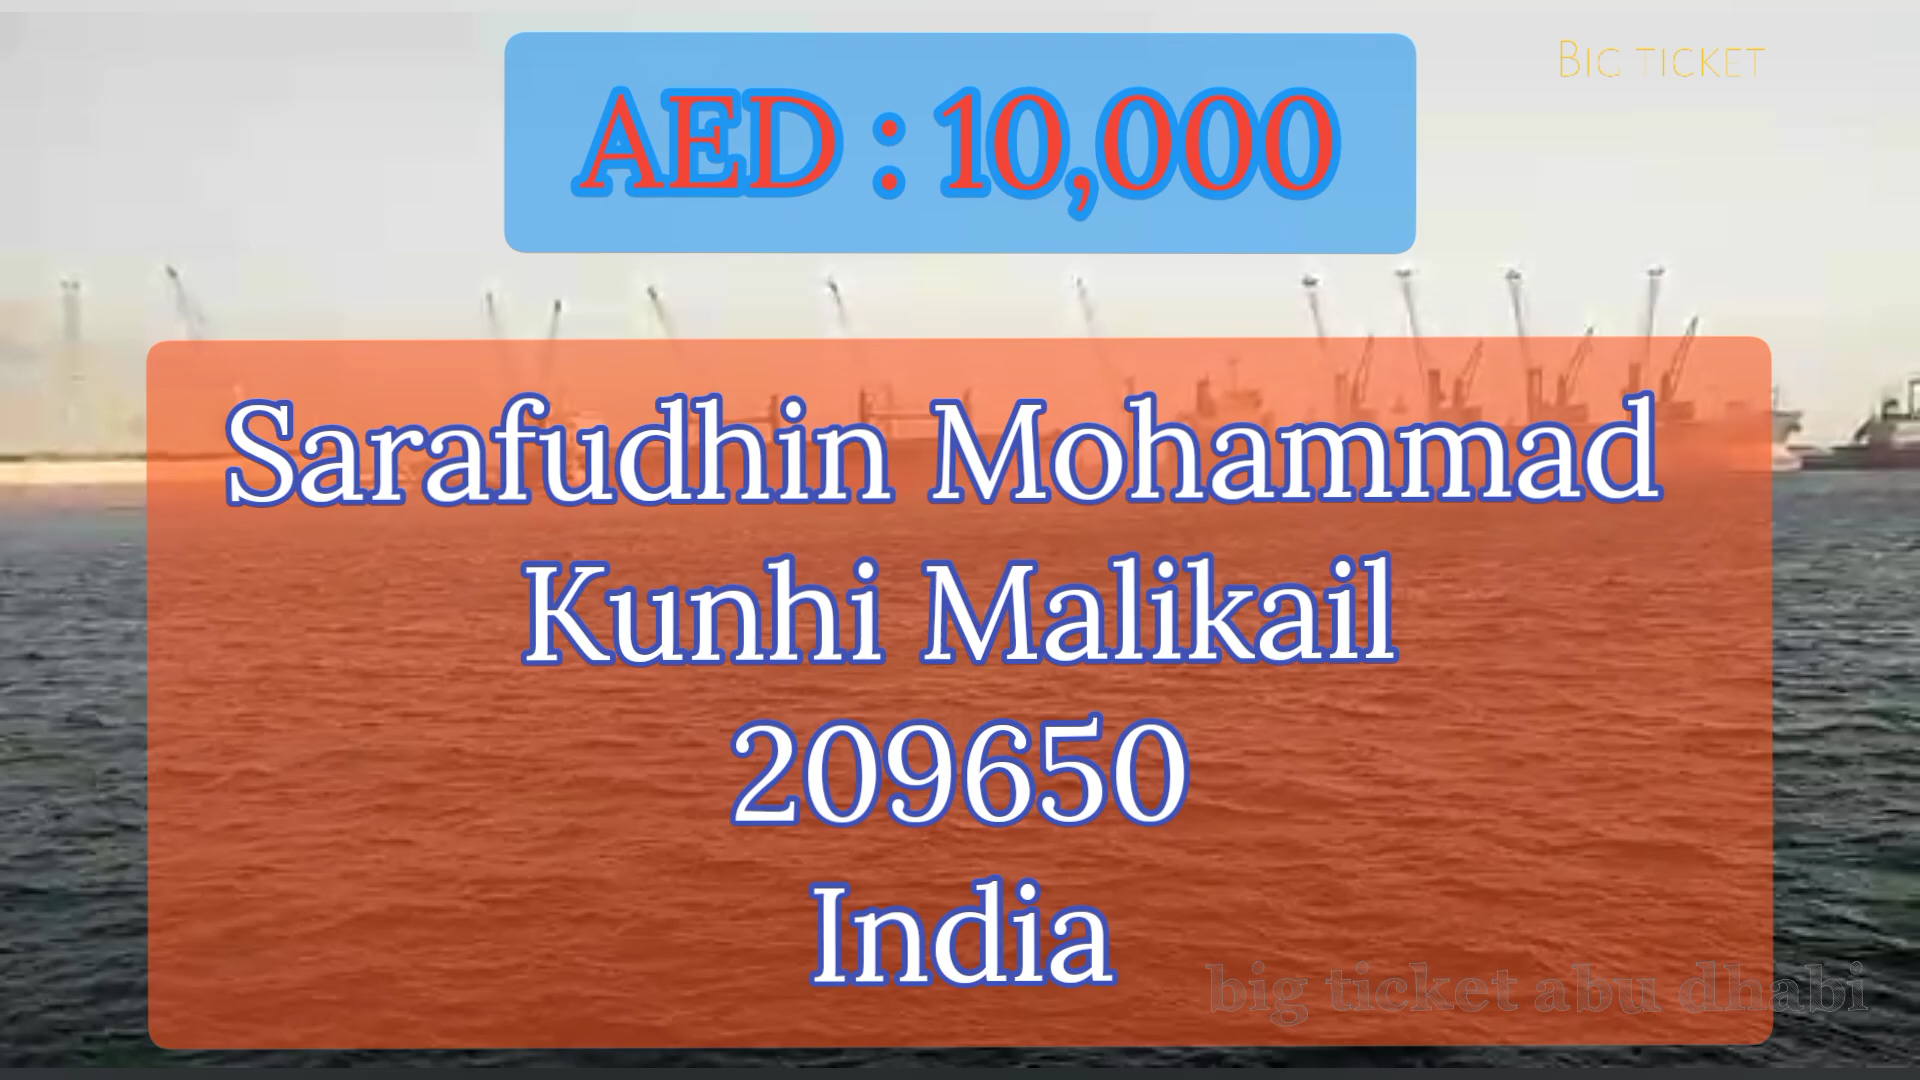 BIG TICKET
AED : 10,000
Sarafudhin Mohammad
Kunhi Malikail
209650
India
big ticket abu dhabi